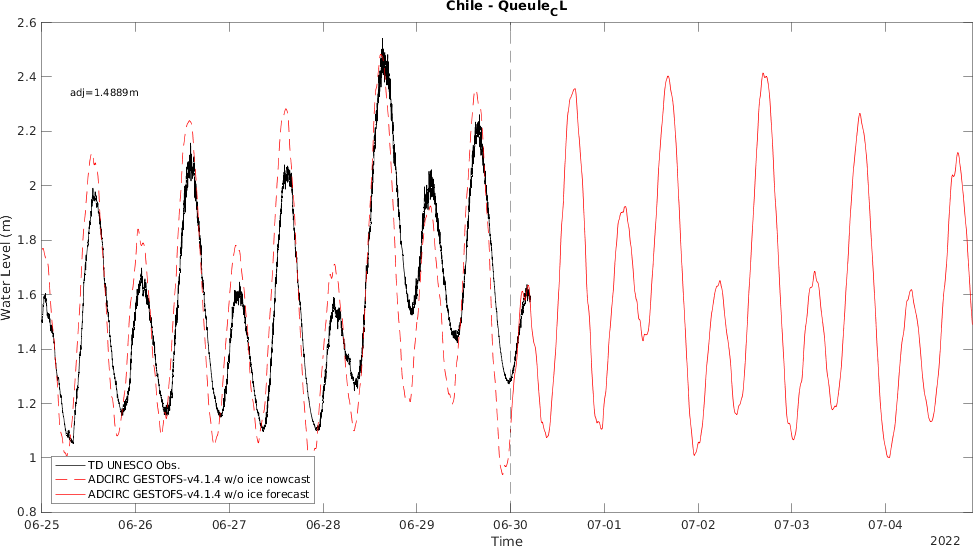 Chile - Queule_CL
2.6
2.4
adj=1.4889m
2.2
2
1.8
1.6
1.4
1.2
1
0.8
Water Level (m)
TD UNESCO Obs.
ADCIRC GESTOFS-v4.1.4 w/o ice nowcast
ADCIRC GESTOFS-v4.1.4 w/o ice forecast
06-25 06-26 06-27 06-28 06-29 06-30 07-01 07-02 07-03 07-04
Time
2022